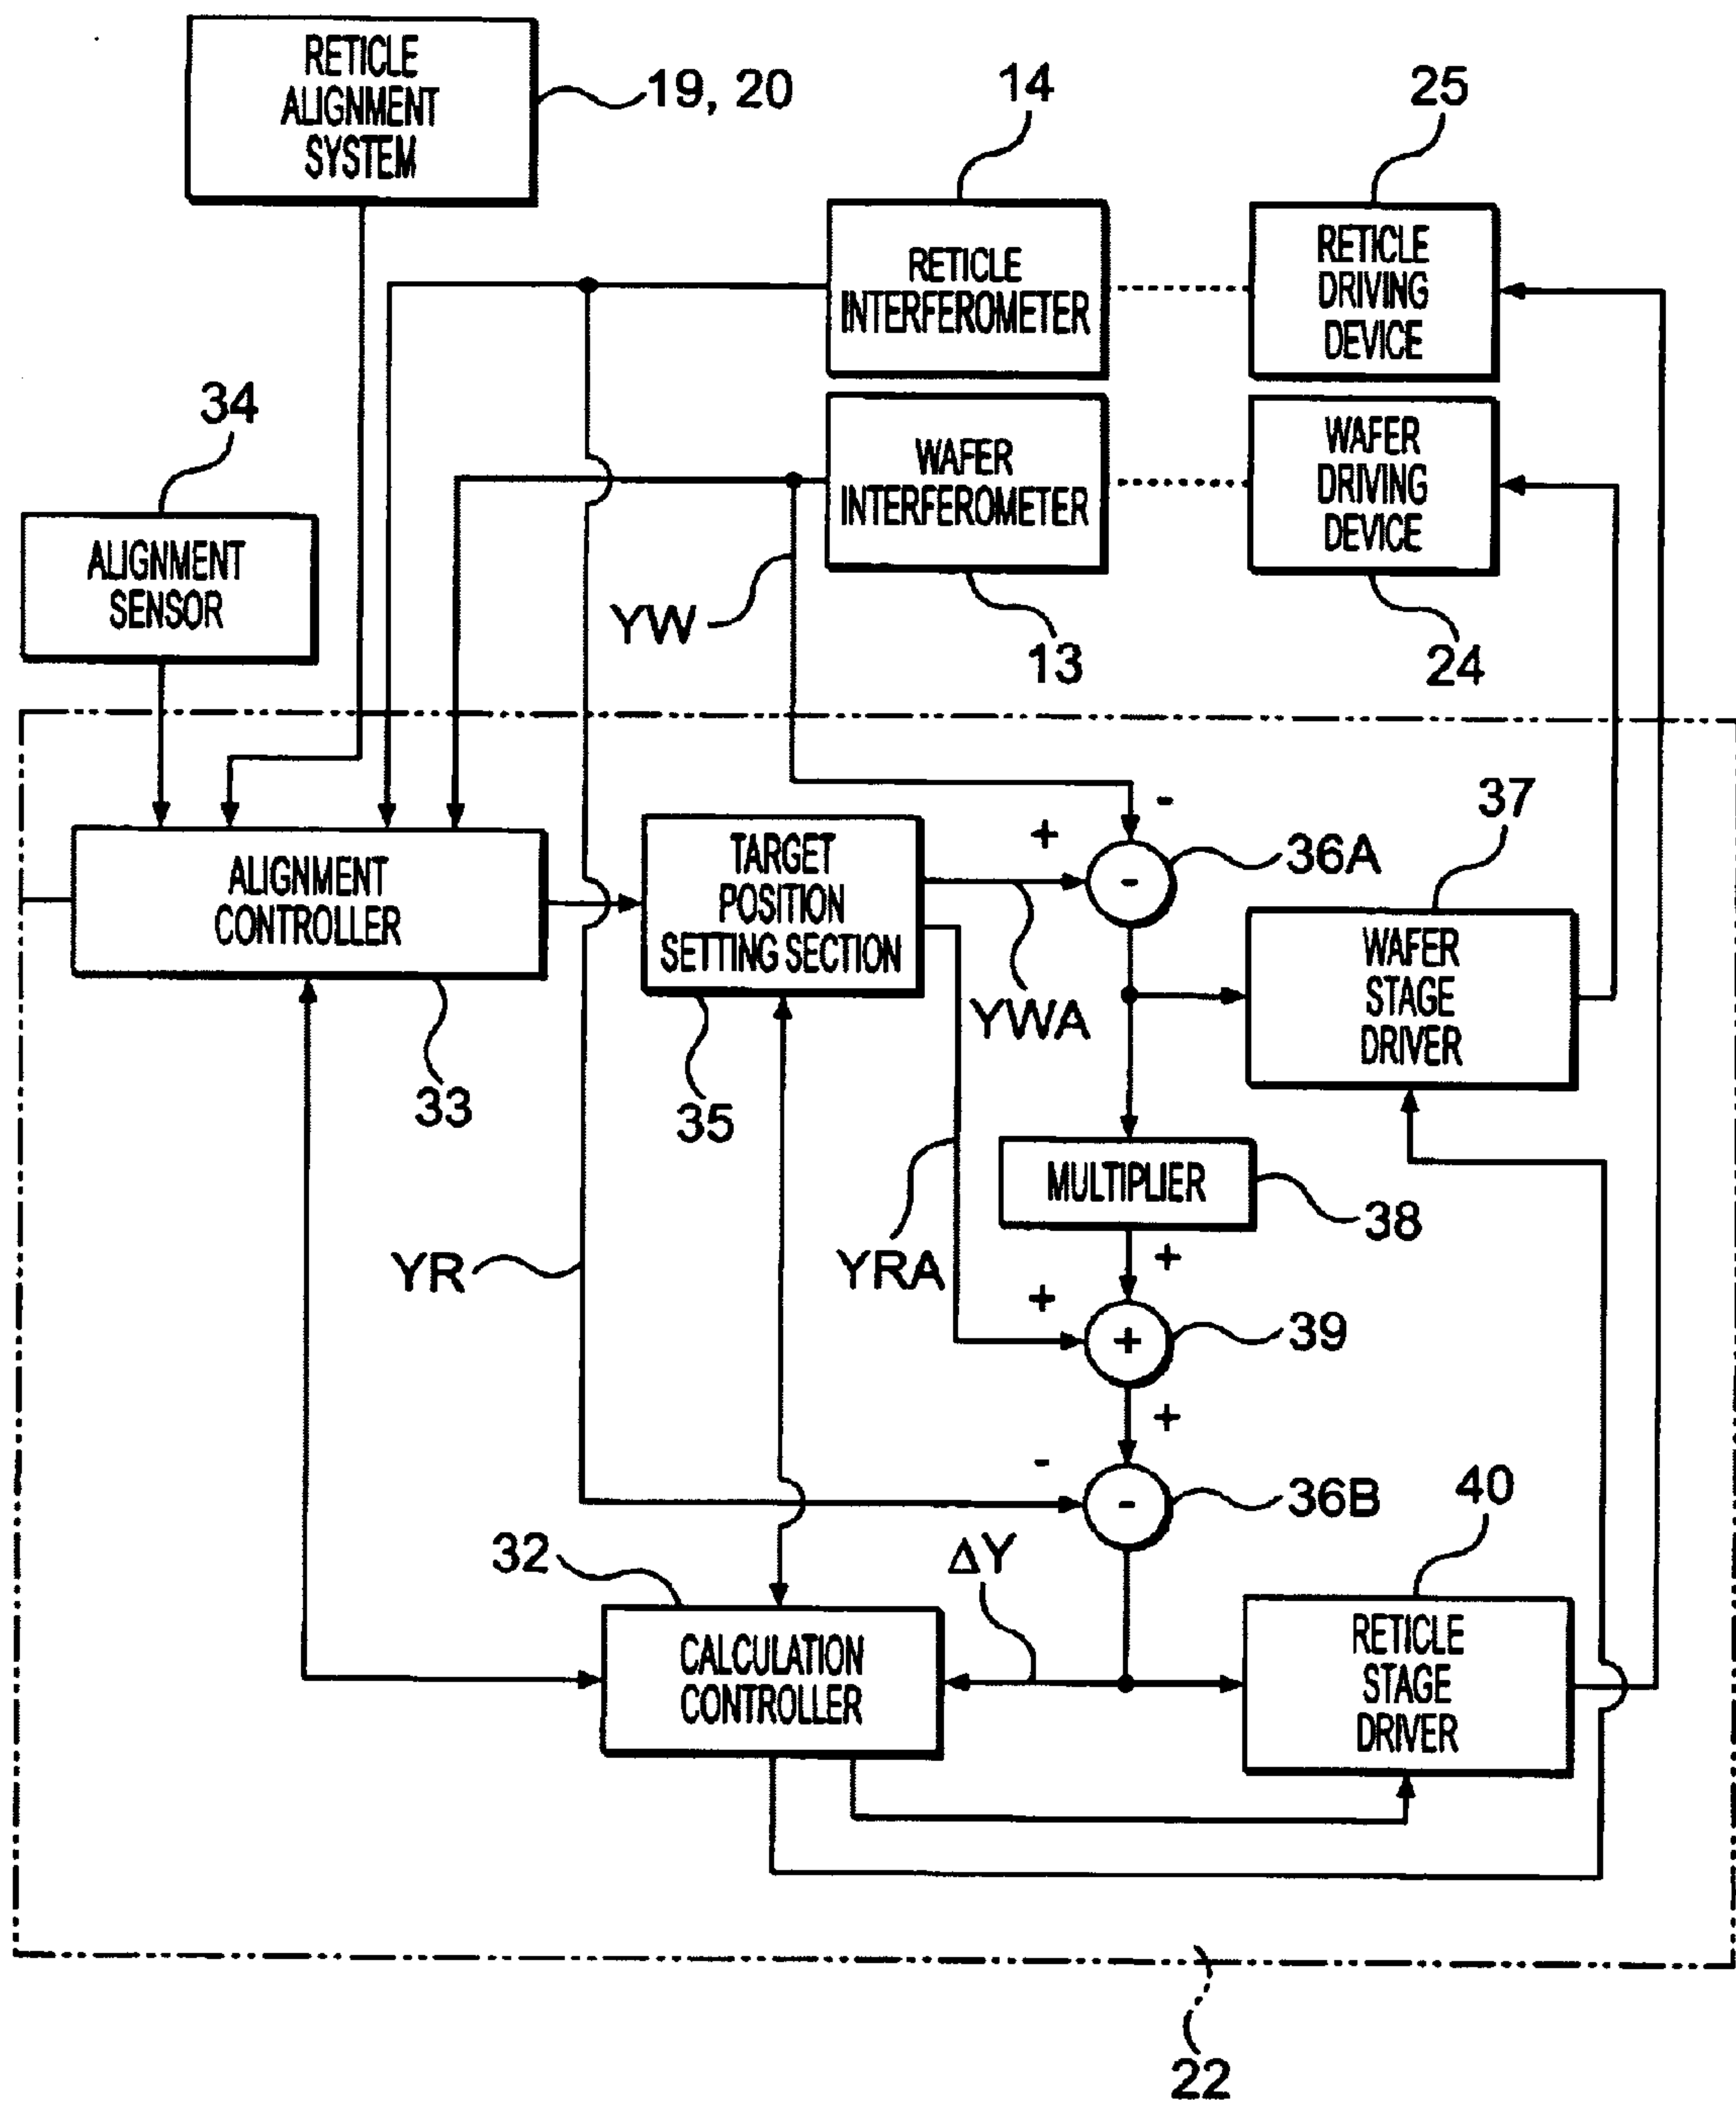 RETICLE
ALIGNMENT
SYSTEM
19, 20
14
25
RETICLE
INTERFEROMETER
RETICLE
DRIVING
DEVICE
34
WAFER
INTERFEROMETER
WAFER
DRIVING
DEVICE
ALIGNMENT
SENSOR
YW
13
24
-
+
-
36A
37
ALIGNMENT
CONTROLLER
TARGET
POSITION
SETTING SECTION
WAFER
STAGE
DRIVER
YWA
33
35
MULTIPLIER
38
YR
YRA
+
+
+
39
+
-
-
36B
40
32
ΔY
CALCULATION
CONTROLLER
RETICLE
STAGE
DRIVER
22